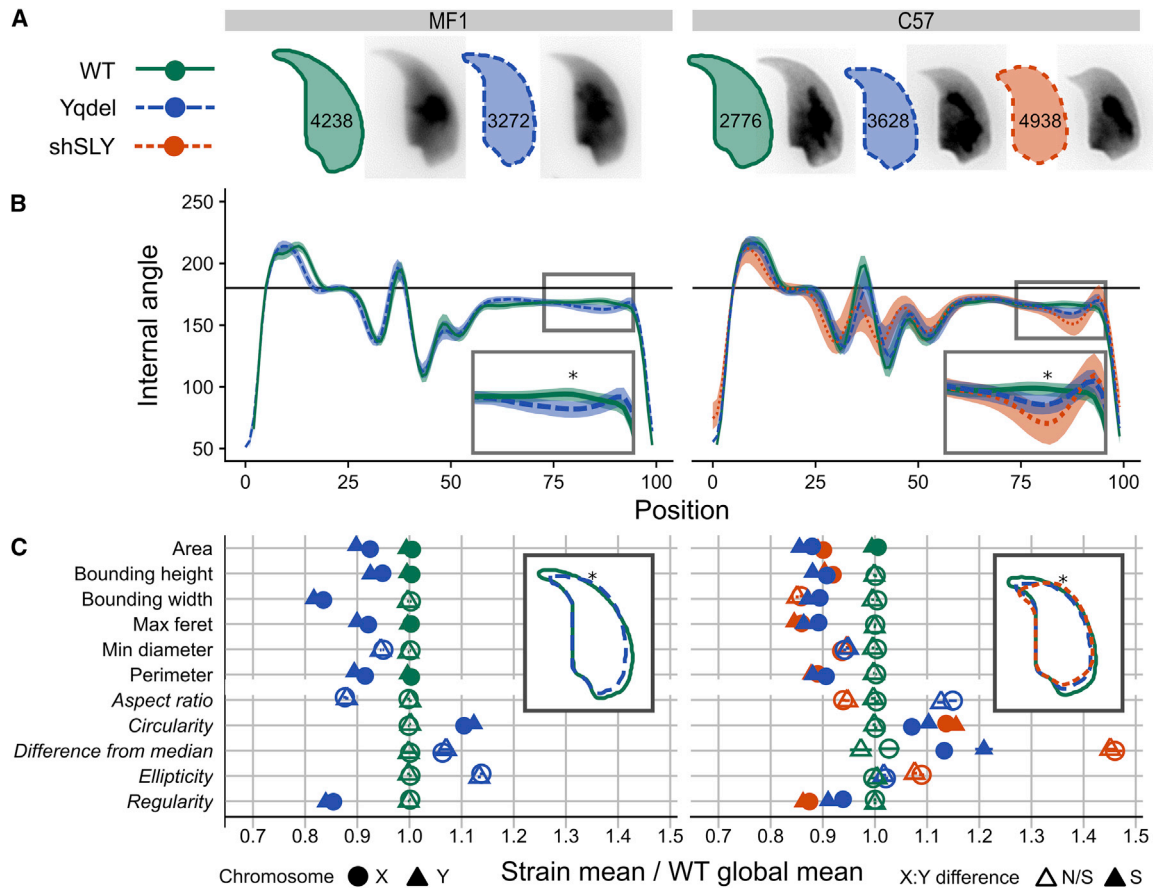 A
MF1
C57
WT
Yqdel
shSLY
4238
3272
2776
3628
4938
B
Internal angle
250
200
150
100
50
*
*
0 25 50 75 100
0 25 50 75 100
Position
C
Area
Bounding height
Bounding width
Max feret
Min diameter
Perimeter
Aspect ratio
Circularity
Difference from median
Ellipticity
Regularity
*
*
0.7 0.8 0.9 1.0 1.1 1.2 1.3 1.4 1.5
0.7 0.8 0.9 1.0 1.1 1.2 1.3 1.4 1.5
Chromosome X Y
Strain mean / WT global mean
X:Y difference N/S S